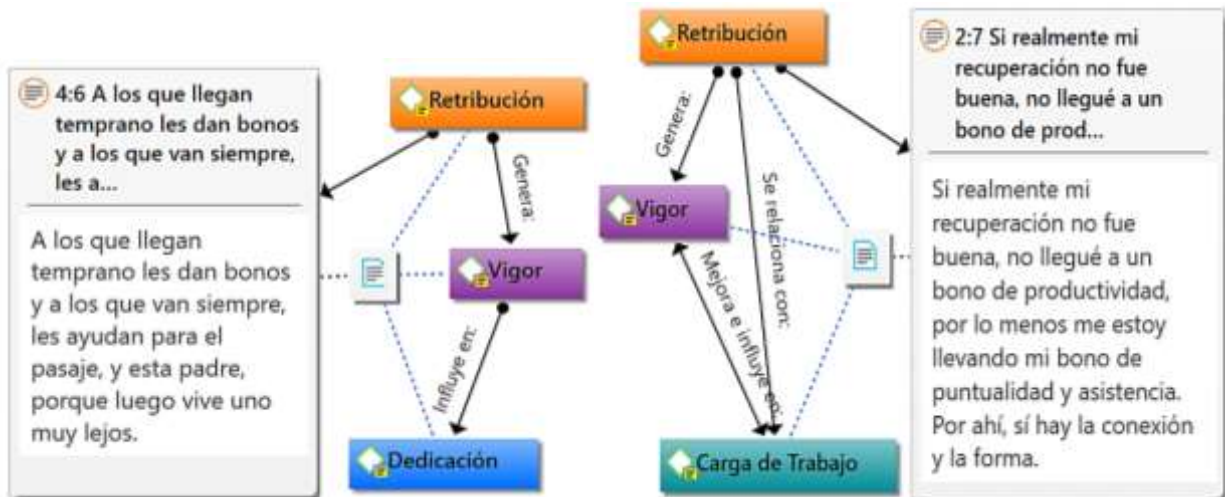 4:6 A los que llegan
temprano les dan bonos
y a los que van siempre,
les a...
A los que llegan
temprano les dan bonos
y a los que van siempre,
les ayudan para el
pasaje, y esta padre,
porque luego vive uno
muy lejos.
Retribución
Genera:
Vigor
Influye en:
Dedicación
Retribución
Genera:
Se relaciona con:
Vigor
Mejora e influye en:
Carga de Trabajo
2:7 Si realmente mi
recuperación no fue
buena, no llegué a un
bono de prod...
Si realmente mi
recuperación no fue
buena, no llegué a un
bono de productividad,
por lo menos me estoy
llevando mi bono de
puntualidad y asistencia.
Por ahí, sí hay la conexión
y la forma.